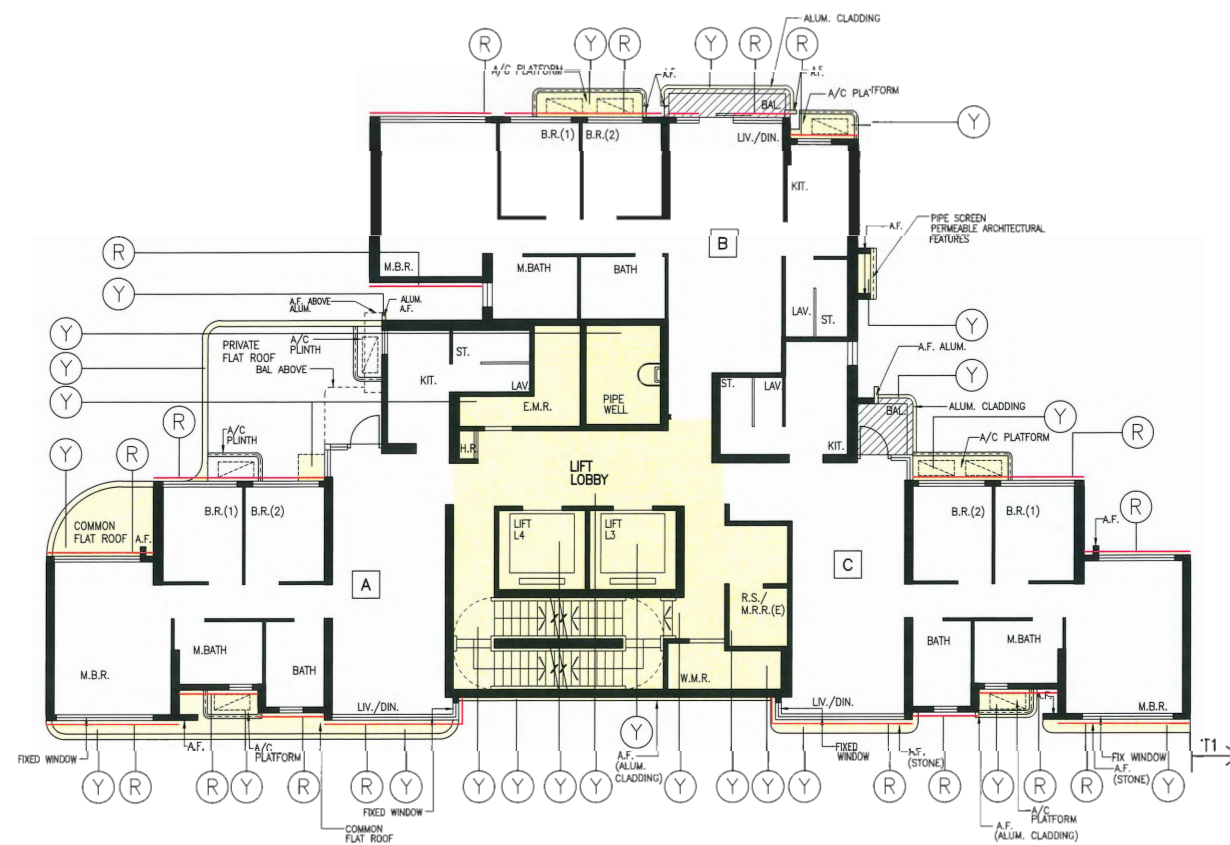 ALUM. CLADDING
R
Y
R
Y
R
R
A/C PLATFORM
A.F.
A.F.
A/C PLA
FORM
BAL.
Y
B.R.(1)
B.R.(2)
LIV./DIN.
KIT.
A.F.
PIPE SCREEN
PERMEABLE ARCHITECTURAL
FEATURES
B
R
M.B.R.
M.BATH
BATH
Y
A.F. ABOVE
ALUM.
ALUM.
A.F.
LAV.
ST.
Y
Y
PRIVATE
FLAT ROOF
A/C
PLINTH
BAL ABOVE
ST.
KIT.
LAV.
A.F. ALUM.
Y
Y
Y
E.M.R.
PIPE
WELL
ST.
LAV.
BAL.
ALUM. CLADDING
R
A/C
PLINTH
H.R.
KIT.
Y
A/C PLATFORM
R
Y
R
LIFT
LOBBY
COMMON
FLAT ROOF
A.F.
B.R.(1)
B.R.(2)
LIFT
L4
LIFT
L3
B.R.(2)
B.R.(1)
A.F.
R
A
C
R.S./
M.R.R.(E)
M.BATH
BATH
BATH
M.BATH
M.B.R.
W.M.R.
LIV./DIN.
LIV./DIN.
M.B.R.
A.F.
A/C
PLATFORM
Y
A.F.
(ALUM.
CLADDING)
FIXED
WINDOW
A.F.
(STONE)
T1
FIXED WINDOW
FIX WINDOW
A.F.
(STONE)
Y
R
R
Y
R
R
Y
Y
Y
Y
Y
Y
Y
Y
Y
R
R
Y
R
R
Y
FIXED WINDOW
A/C
PLATFORM
COMMON
FLAT ROOF
A.F.
(ALUM. CLADDING)